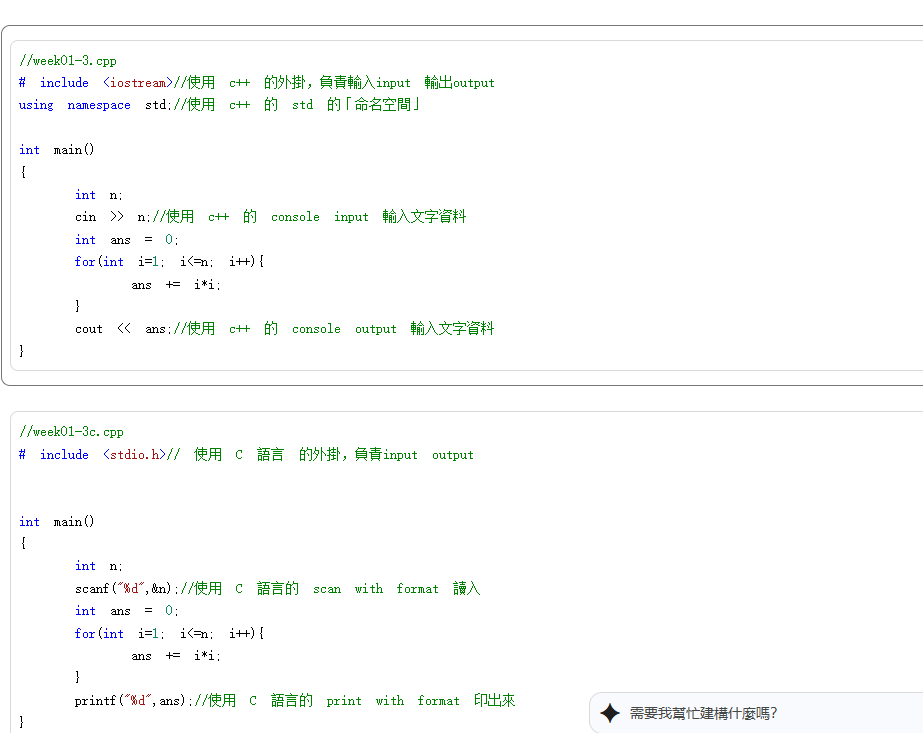 //week01-3.cpp
# include <iostream>//使用 c++ 的外掛，負責輸入input 輸出output
using namespace std;//使用 c++ 的 std 的「命名空間」
int main()
{
int n;
cin >> n;//使用 c++ 的 console input 輸入文字資料
int ans = 0;
for(int i=1; i<=n; i++){
ans += i*i;
}
cout << ans;//使用 c++ 的 console output 輸入文字資料
}
//week01-3c.cpp
# include <stdio.h>// 使用 C 語言 的外掛，負責input output
int main()
{
int n;
scanf("%d",&n);//使用 C 語言的 scan with format 讀入
int ans = 0;
for(int i=1; i<=n; i++){
ans += i*i;
}
printf("%d",ans);//使用 C 語言的 print with format 印出來
}
需要我幫忙建構什麼嗎?